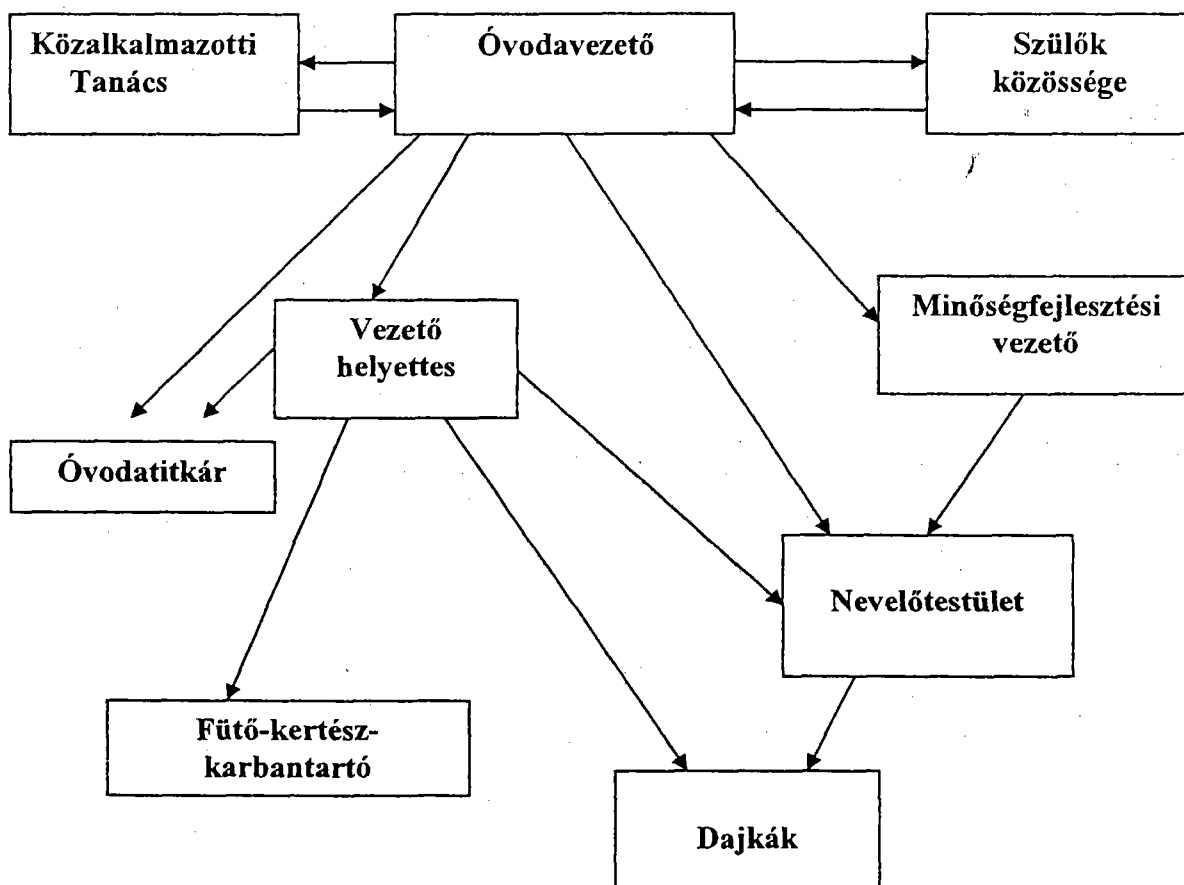 Közalkalmazotti
Tanács
Óvodavezető
Szülők
közössége
Vezető
helyettes
Minőségfejlesztési
vezető
Óvodatitkár
Nevelőtestület
Fütő-kertész-
karbantartó
Dajkák